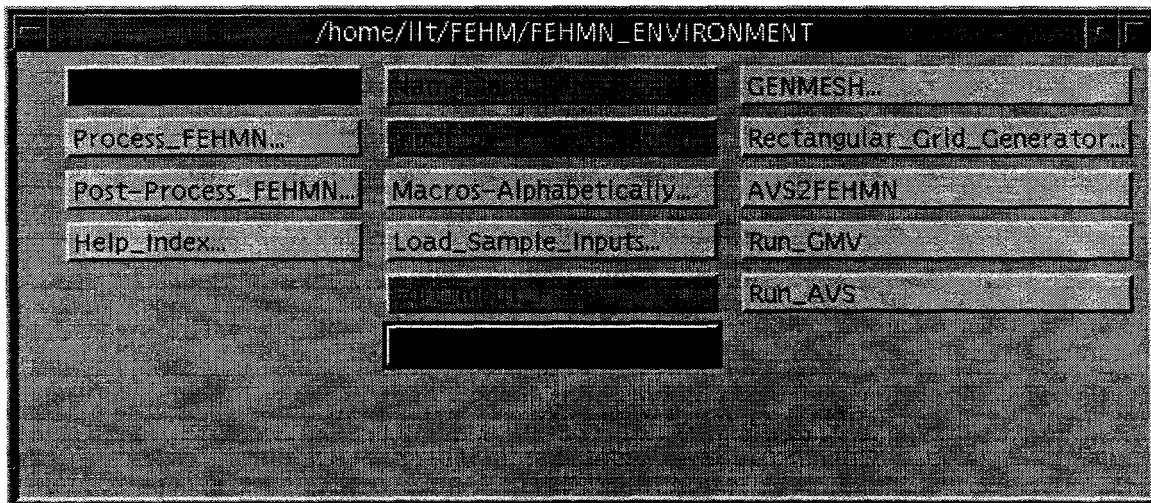 /home/llt/FEHM/FEHMN_ENVIRONMENT
GENMESH...
Process_FEHMN...
Rectangular_Grid_Generator...
Post-Process_FEHMN...
Macros-Alphabetically...
AVS2FEHMN
Help_Index...
Load_Sample_Inputs...
Run_GMV
Run_AVS